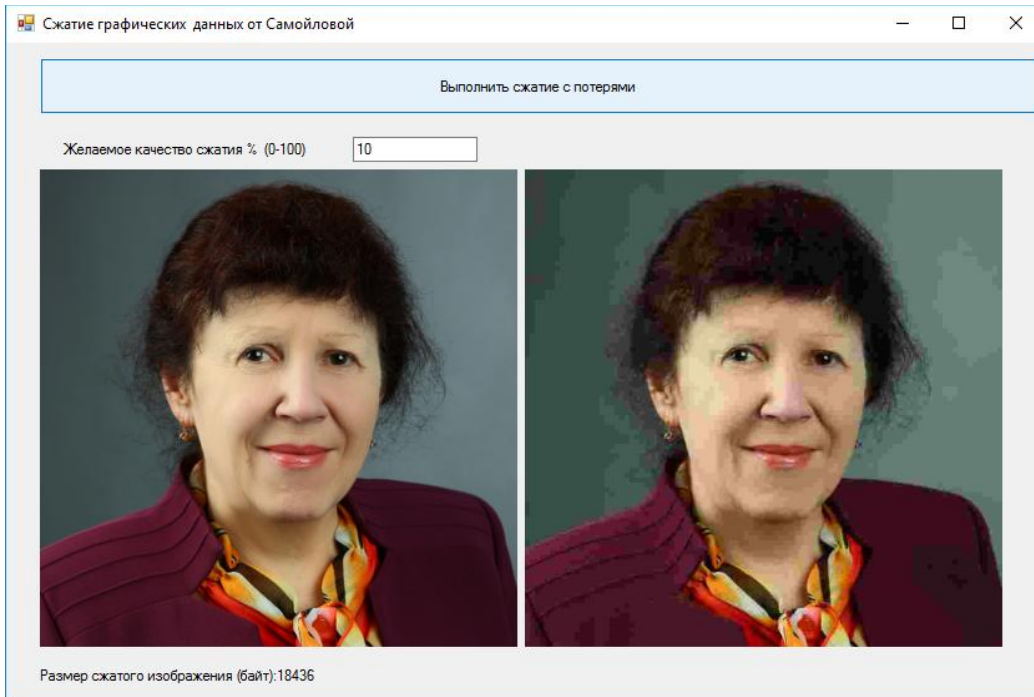 Сжатие графических  данных от Самойловой
Выполнить сжатие с потерями
Желаемое качество сжатия %  (0-100)
10
Размер сжатого изображения (байт):18436